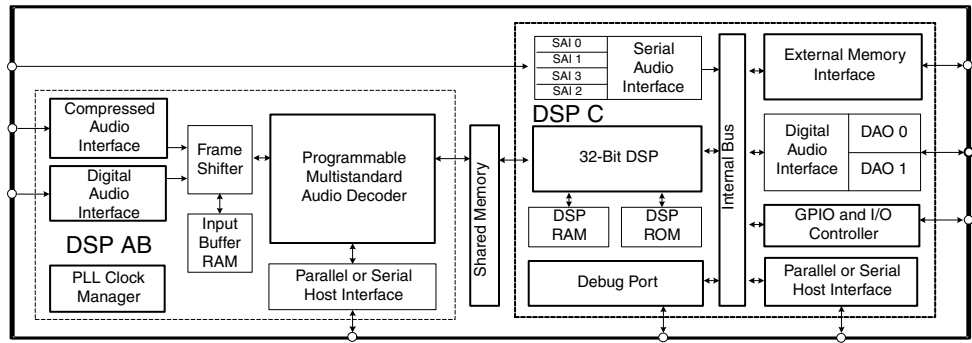 SAI 0
SAI 1
SAI 3
SAI 2
Serial
Audio
Interface
External Memory
Interface
DSP C
Compressed
Audio
Interface
Digital
Audio
Interface
Frame
Shifter
Input
Buffer
RAM
Programmable
Multistandard
Audio Decoder
DSP AB
PLL Clock
Manager
Parallel or Serial
Host Interface
Shared Memory
32-Bit DSP
DSP
RAM
DSP
ROM
Debug Port
Internal Bus
Digital
Audio
Interface
DAO 0
DAO 1
GPIO and I/O
Controller
Parallel or Serial
Host Interface